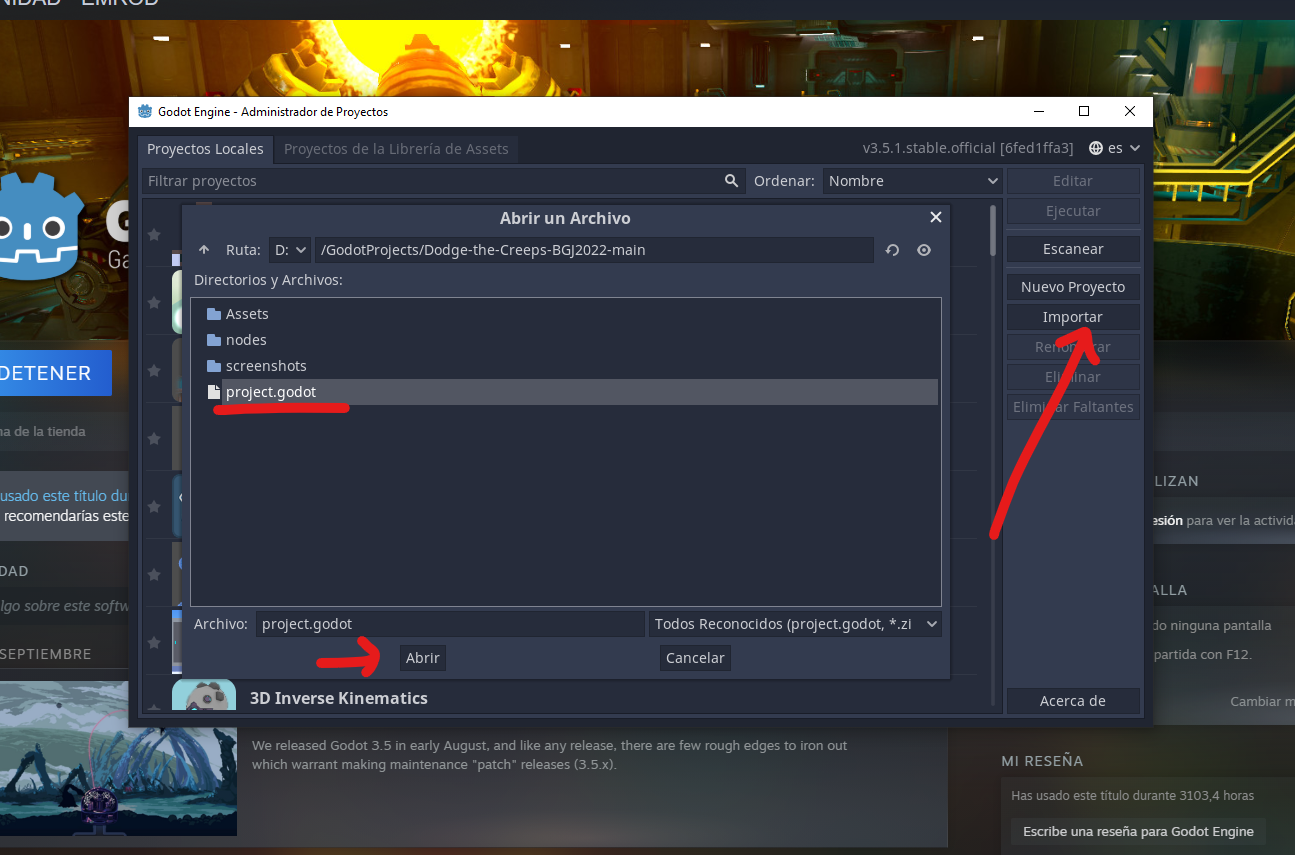 NIDAD EMROD
Godot Engine - Administrador de Proyectos
Proyectos Locales
Proyectos de la Librería de Assets
v3.5.1.stable.official [6fed1ffa3]
es
Filtrar proyectos
Ordenar:
Nombre
Editar
Ejecutar
Escanear
Nuevo Proyecto
Importar
Renombrar
Eliminar
Eliminar Faltantes
Acerca de
Abrir un Archivo
Ruta:
D:
/GodotProjects/Dodge-the-Creeps-BGJ2022-main
Directorios y Archivos:
Assets
nodes
screenshots
project.godot
Archivo:
project.godot
Todos Reconocidos (project.godot, *.zi
Abrir
Cancelar
3D Inverse Kinematics
G
Ga
DETENER
na de la tienda
usado este título du
recomendarías este
DAD
lgo sobre este softw
SEPTIEMBRE
We released Godot 3.5 in early August, and like any release, there are few rough edges to iron out
which warrant making maintenance "patch" releases (3.5.x).
LIZAN
esión para ver la activida
ALLA
do ninguna pantalla
partida con F12.
Cambiar m
MI RESEÑA
Has usado este título durante 3103,4 horas
Escribe una reseña para Godot Engine